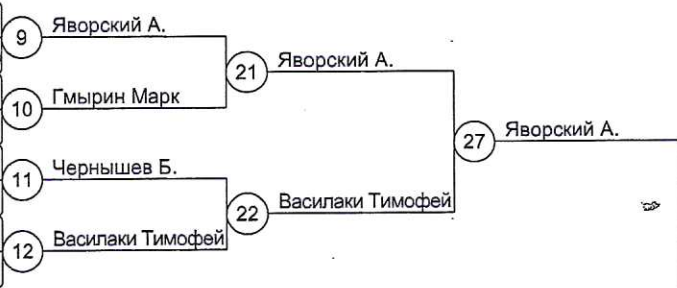 9 Яворский А.
21 Яворский А.
10 Гмырин Марк
27 Яворский А.
11 Чернышев Б.
22 Василаки Тимофей
12 Василаки Тимофей